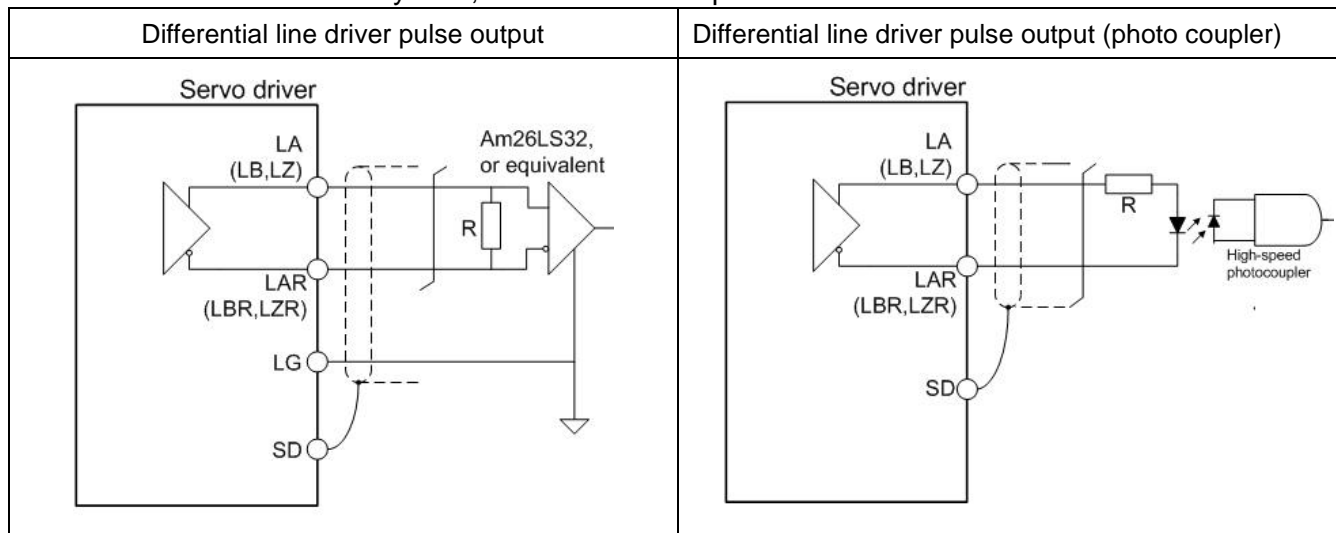 Differential line driver pulse output
Servo driver
LA
(LB,LZ)
Am26LS32,
or equivalent
R
LAR
(LBR,LZR)
LG
SD
Differential line driver pulse output (photo coupler)
Servo driver
LA
(LB,LZ)
R
High-speed
photocoupler
LAR
(LBR,LZR)
SD